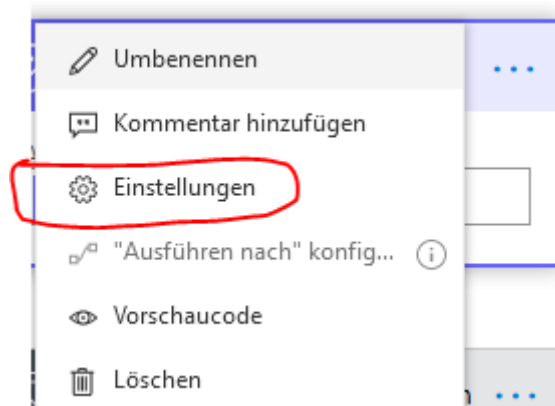 Umbenennen
Kommentar hinzufügen
Einstellungen
"Ausführen nach" konfig...
Vorschaucode
Löschen